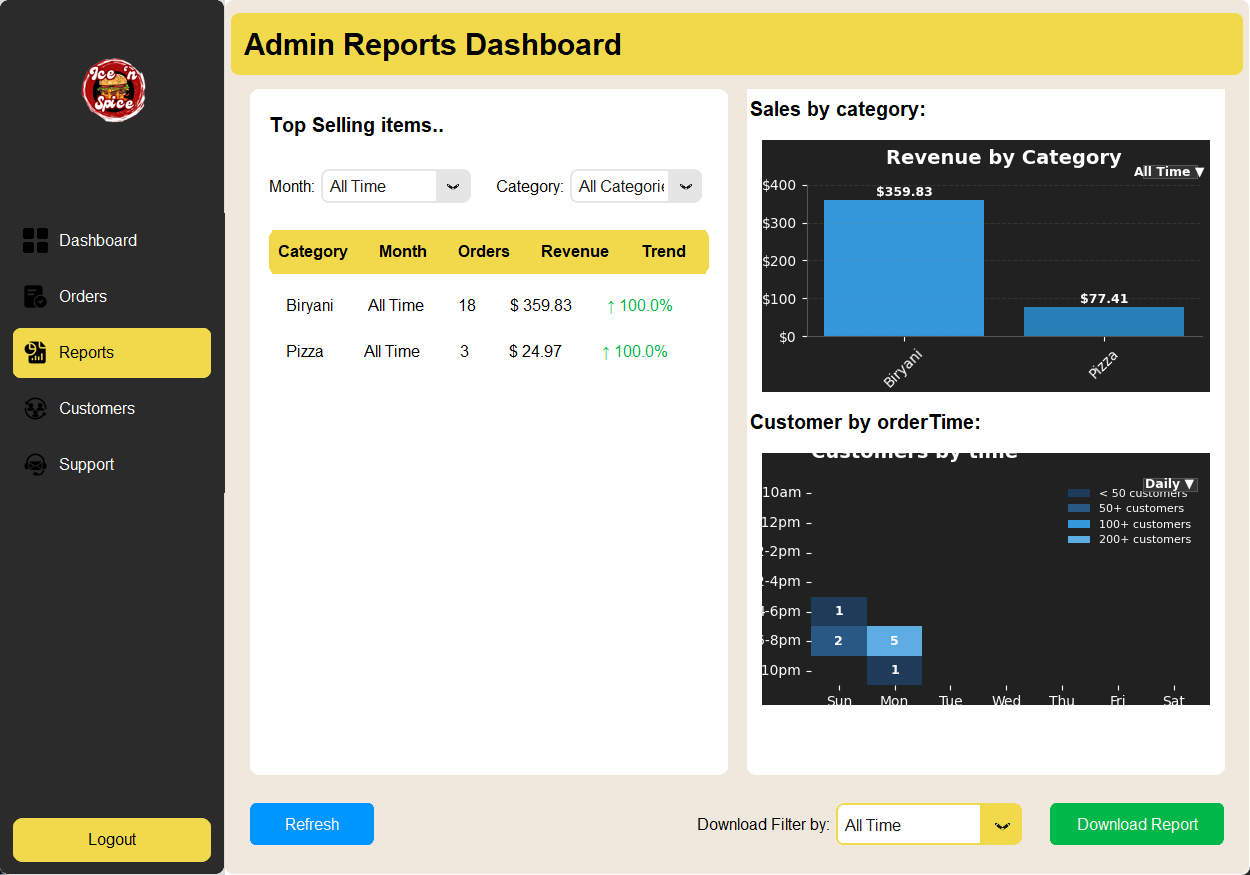 Admin Reports Dashboard
Ice 'n
Spice
Dashboard
Orders
Reports
Customers
Support
Logout
Top Selling items..
Month: All Time Category: All Categorie
Category Month Orders Revenue Trend
Biryani All Time 18 $ 359.83 ↑ 100.0%
Pizza All Time 3 $ 24.97 ↑ 100.0%
Sales by category:
Revenue by Category
All Time ▼
$400
$300
$200
$100
$0
$359.83
$77.41
Biryani
Pizza
Customer by orderTime:
Customers by time
Daily ▼
< 50 customers
50+ customers
100+ customers
200+ customers
10am
12pm
2-2pm
2-4pm
4-6pm
6-8pm
10pm
1
2 5
1
Sun Mon Tue Wed Thu Fri Sat
Refresh
Download Filter by: All Time
Download Report